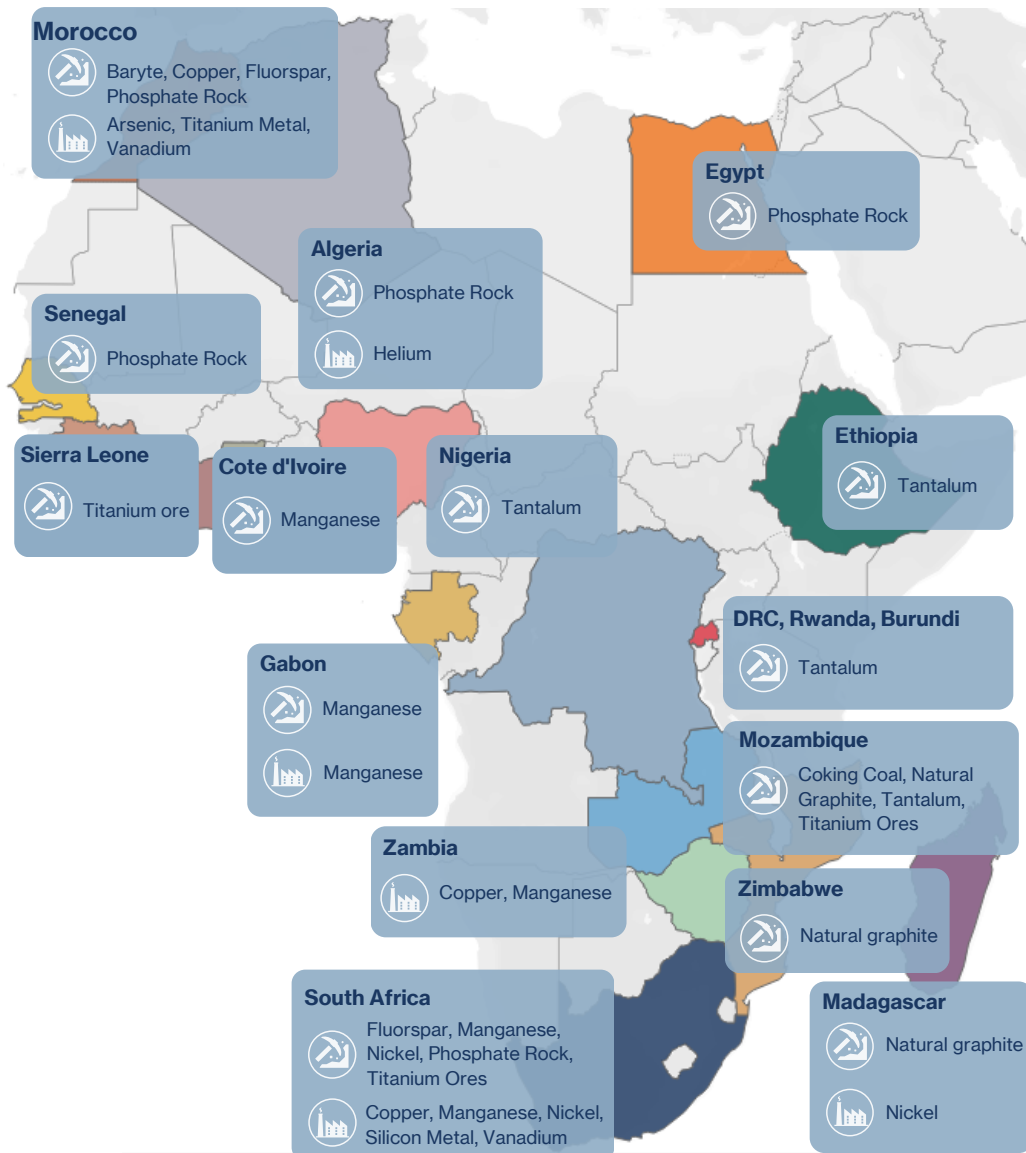 Morocco
Baryte, Copper, Fluorspar,
Phosphate Rock
Arsenic, Titanium Metal,
Vanadium
Egypt
Phosphate Rock
Algeria
Phosphate Rock
Helium
Senegal
Phosphate Rock
Sierra Leone
Titanium ore
Cote d'Ivoire
Manganese
Nigeria
Tantalum
Ethiopia
Tantalum
DRC, Rwanda, Burundi
Tantalum
Gabon
Manganese
Manganese
Mozambique
Coking Coal, Natural
Graphite, Tantalum,
Titanium Ores
Zambia
Copper, Manganese
Zimbabwe
Natural graphite
South Africa
Fluorspar, Manganese,
Nickel, Phosphate Rock,
Titanium Ores
Copper, Manganese, Nickel,
Silicon Metal, Vanadium
Madagascar
Natural graphite
Nickel